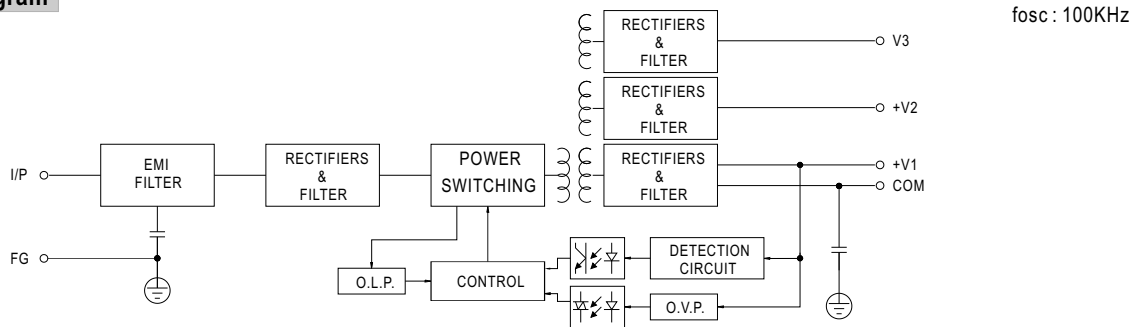 gram
fosc : 100KHz
RECTIFIERS
&
FILTER
V3
RECTIFIERS
&
FILTER
+V2
I/P
EMI
FILTER
RECTIFIERS
&
FILTER
POWER
SWITCHING
RECTIFIERS
&
FILTER
+V1
COM
FG
O.L.P.
CONTROL
DETECTION
CIRCUIT
O.V.P.